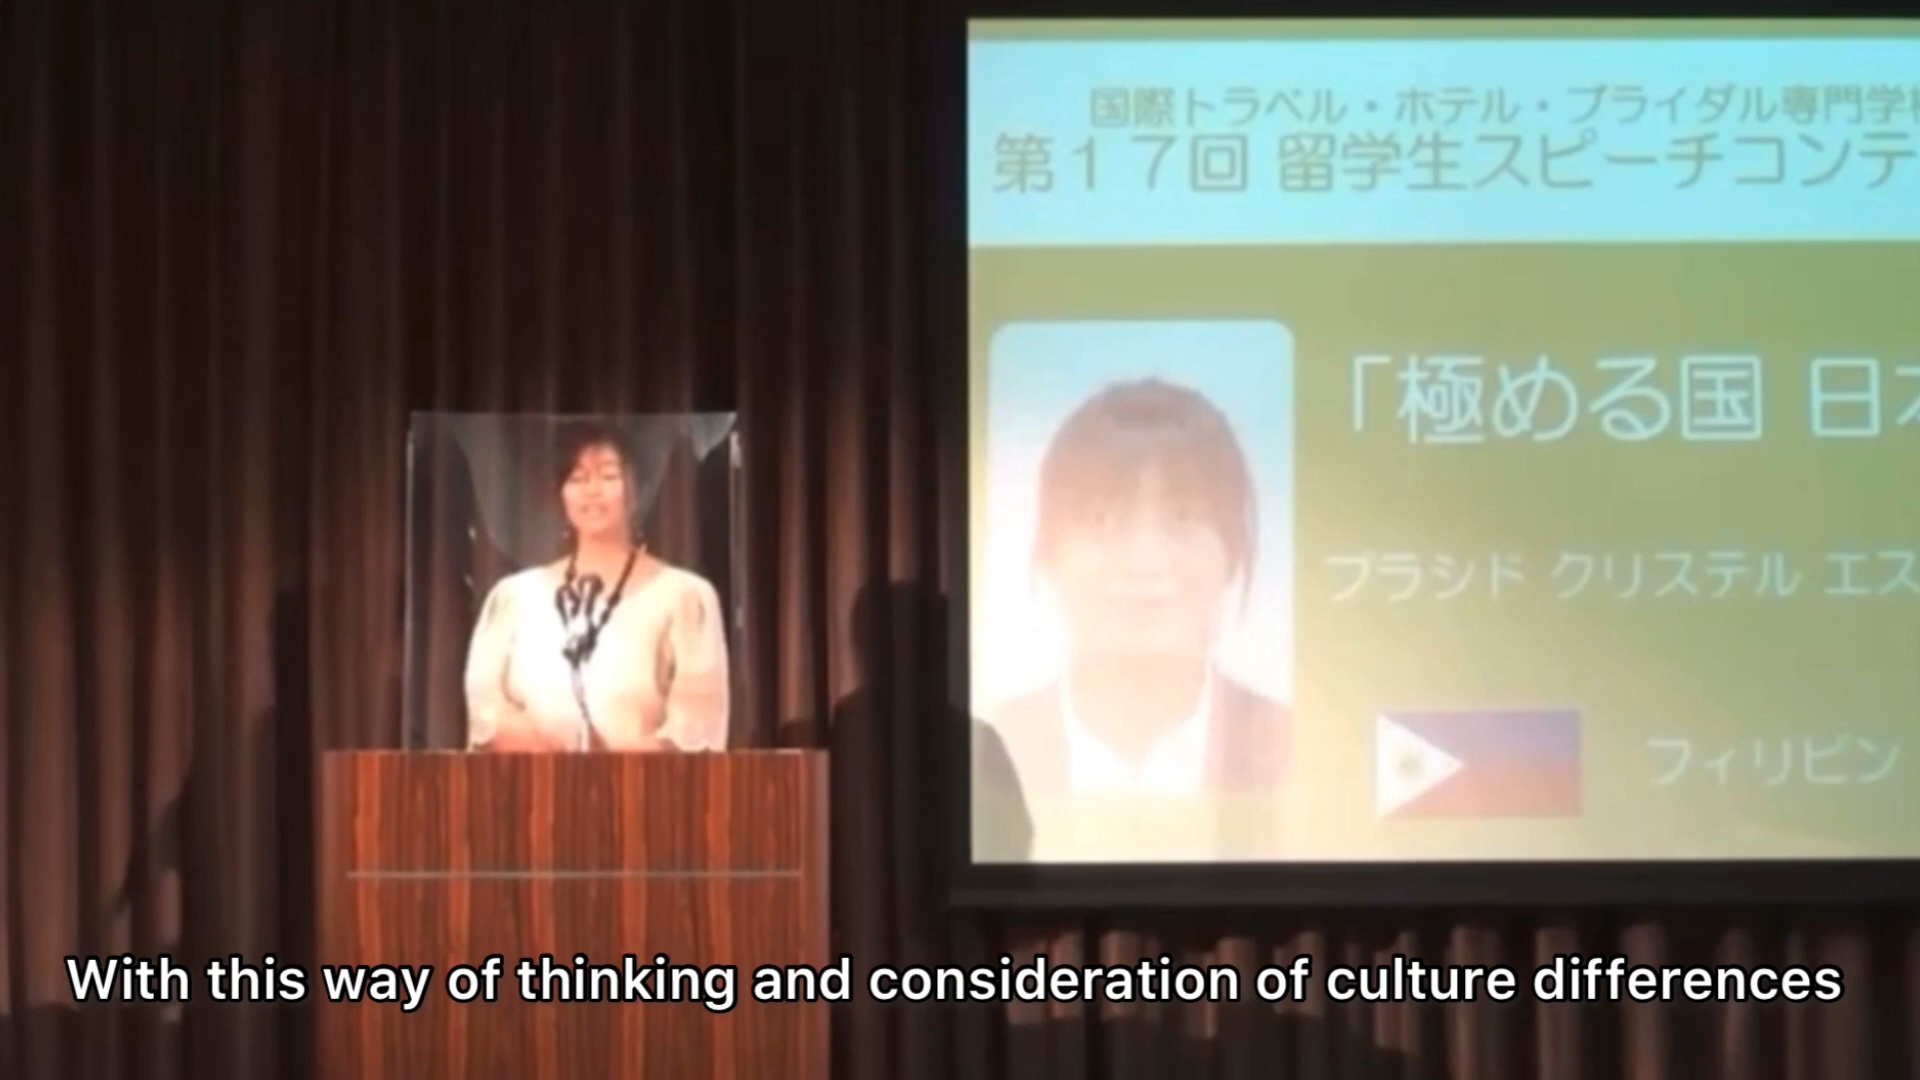 国際トラベル・ホテル・ブライダル専門学校
第17回 留学生スピーチコンテ
「極める国 日本
ブラシド クリステル エス
フィリピン
With this way of thinking and consideration of culture differences